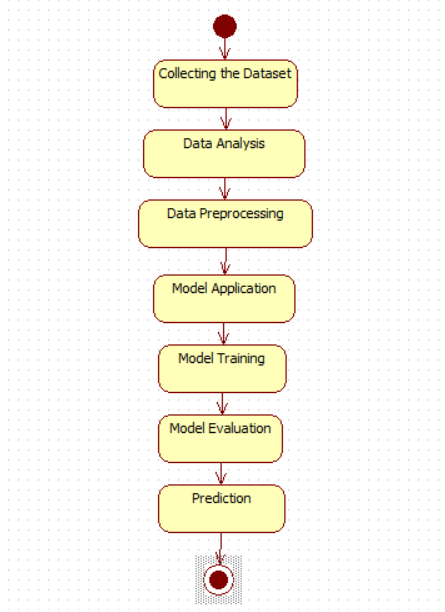 Collecting the Dataset
Data Analysis
Data Preprocessing
Model Application
Model Training
Model Evaluation
Prediction